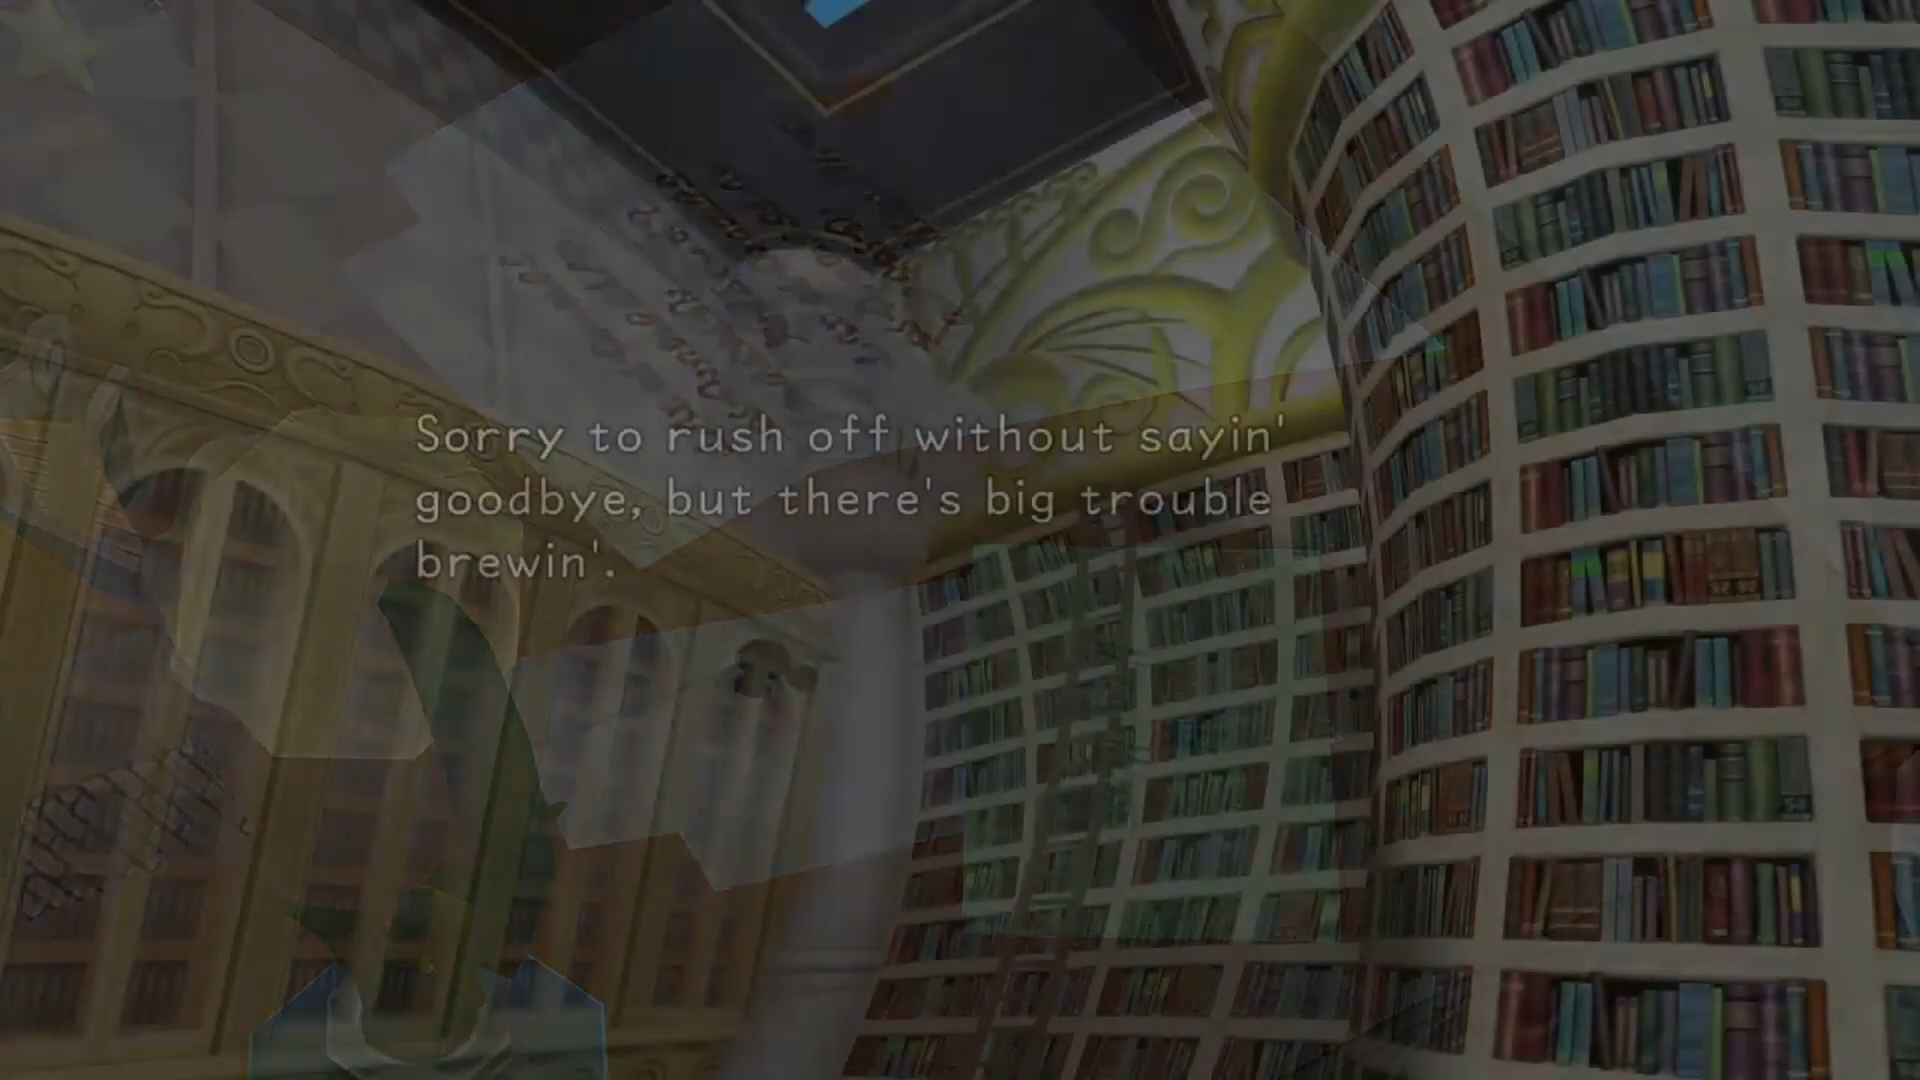 Sorry to rush off without sayin'
goodbye, but there's big trouble
brewin'.